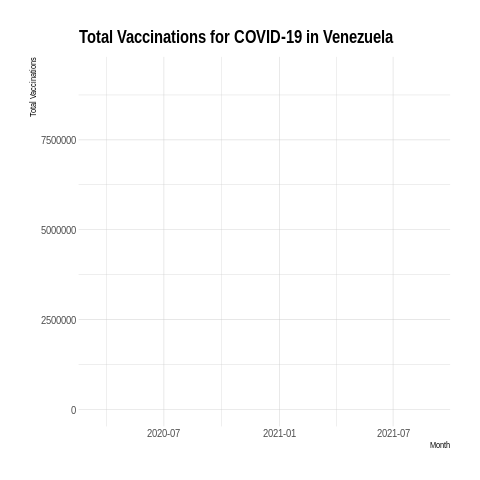 Total Vaccinations for COVID-19 in Venezuela
Total Vaccinations
7500000
5000000
2500000
0
2020-07
2021-01
2021-07
Month